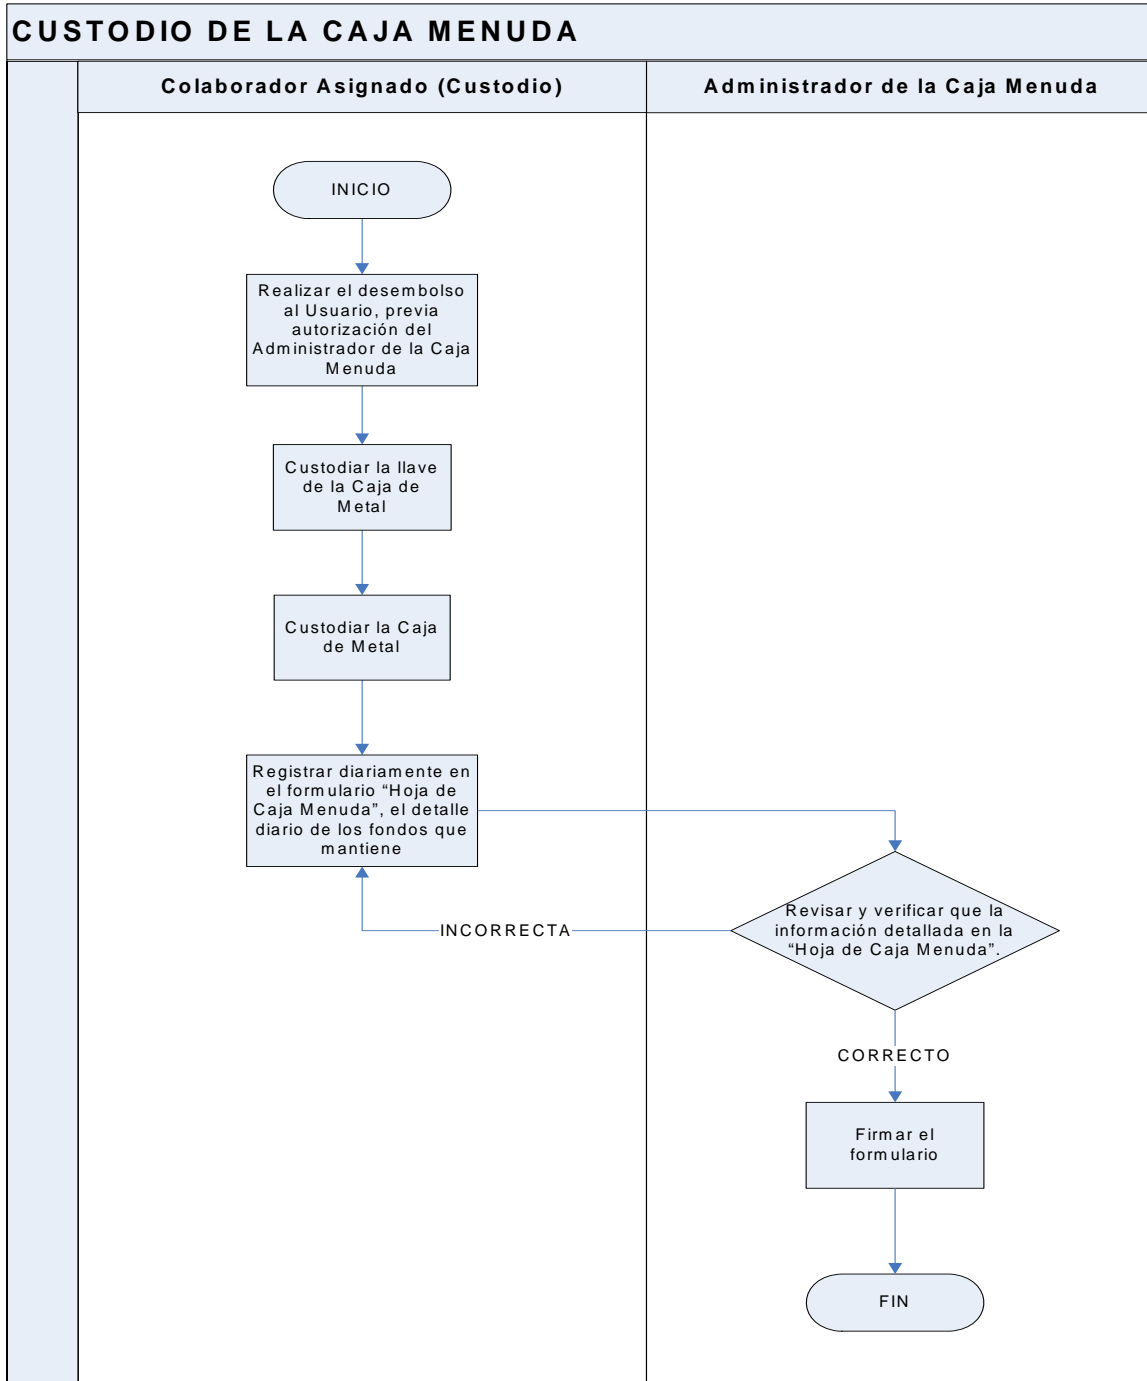 CUSTODIO DE LA CAJA MENUDA
Colaborador Asignado (Custodio)
Administrador de la Caja Menuda
INICIO
Realizar el desembolso
al Usuario, previa
autorización del
Administrador de la Caja
Menuda
Custodiar la llave
de la Caja de
Metal
Custodiar la Caja
de Metal
Registrar diariamente en
el formulario “Hoja de
Caja Menuda”, el detalle
diario de los fondos que
mantiene
Revisar y verificar que la
información detallada en la
“Hoja de Caja Menuda”.
INCORRECTA
CORRECTO
Firmar el
formulario
FIN